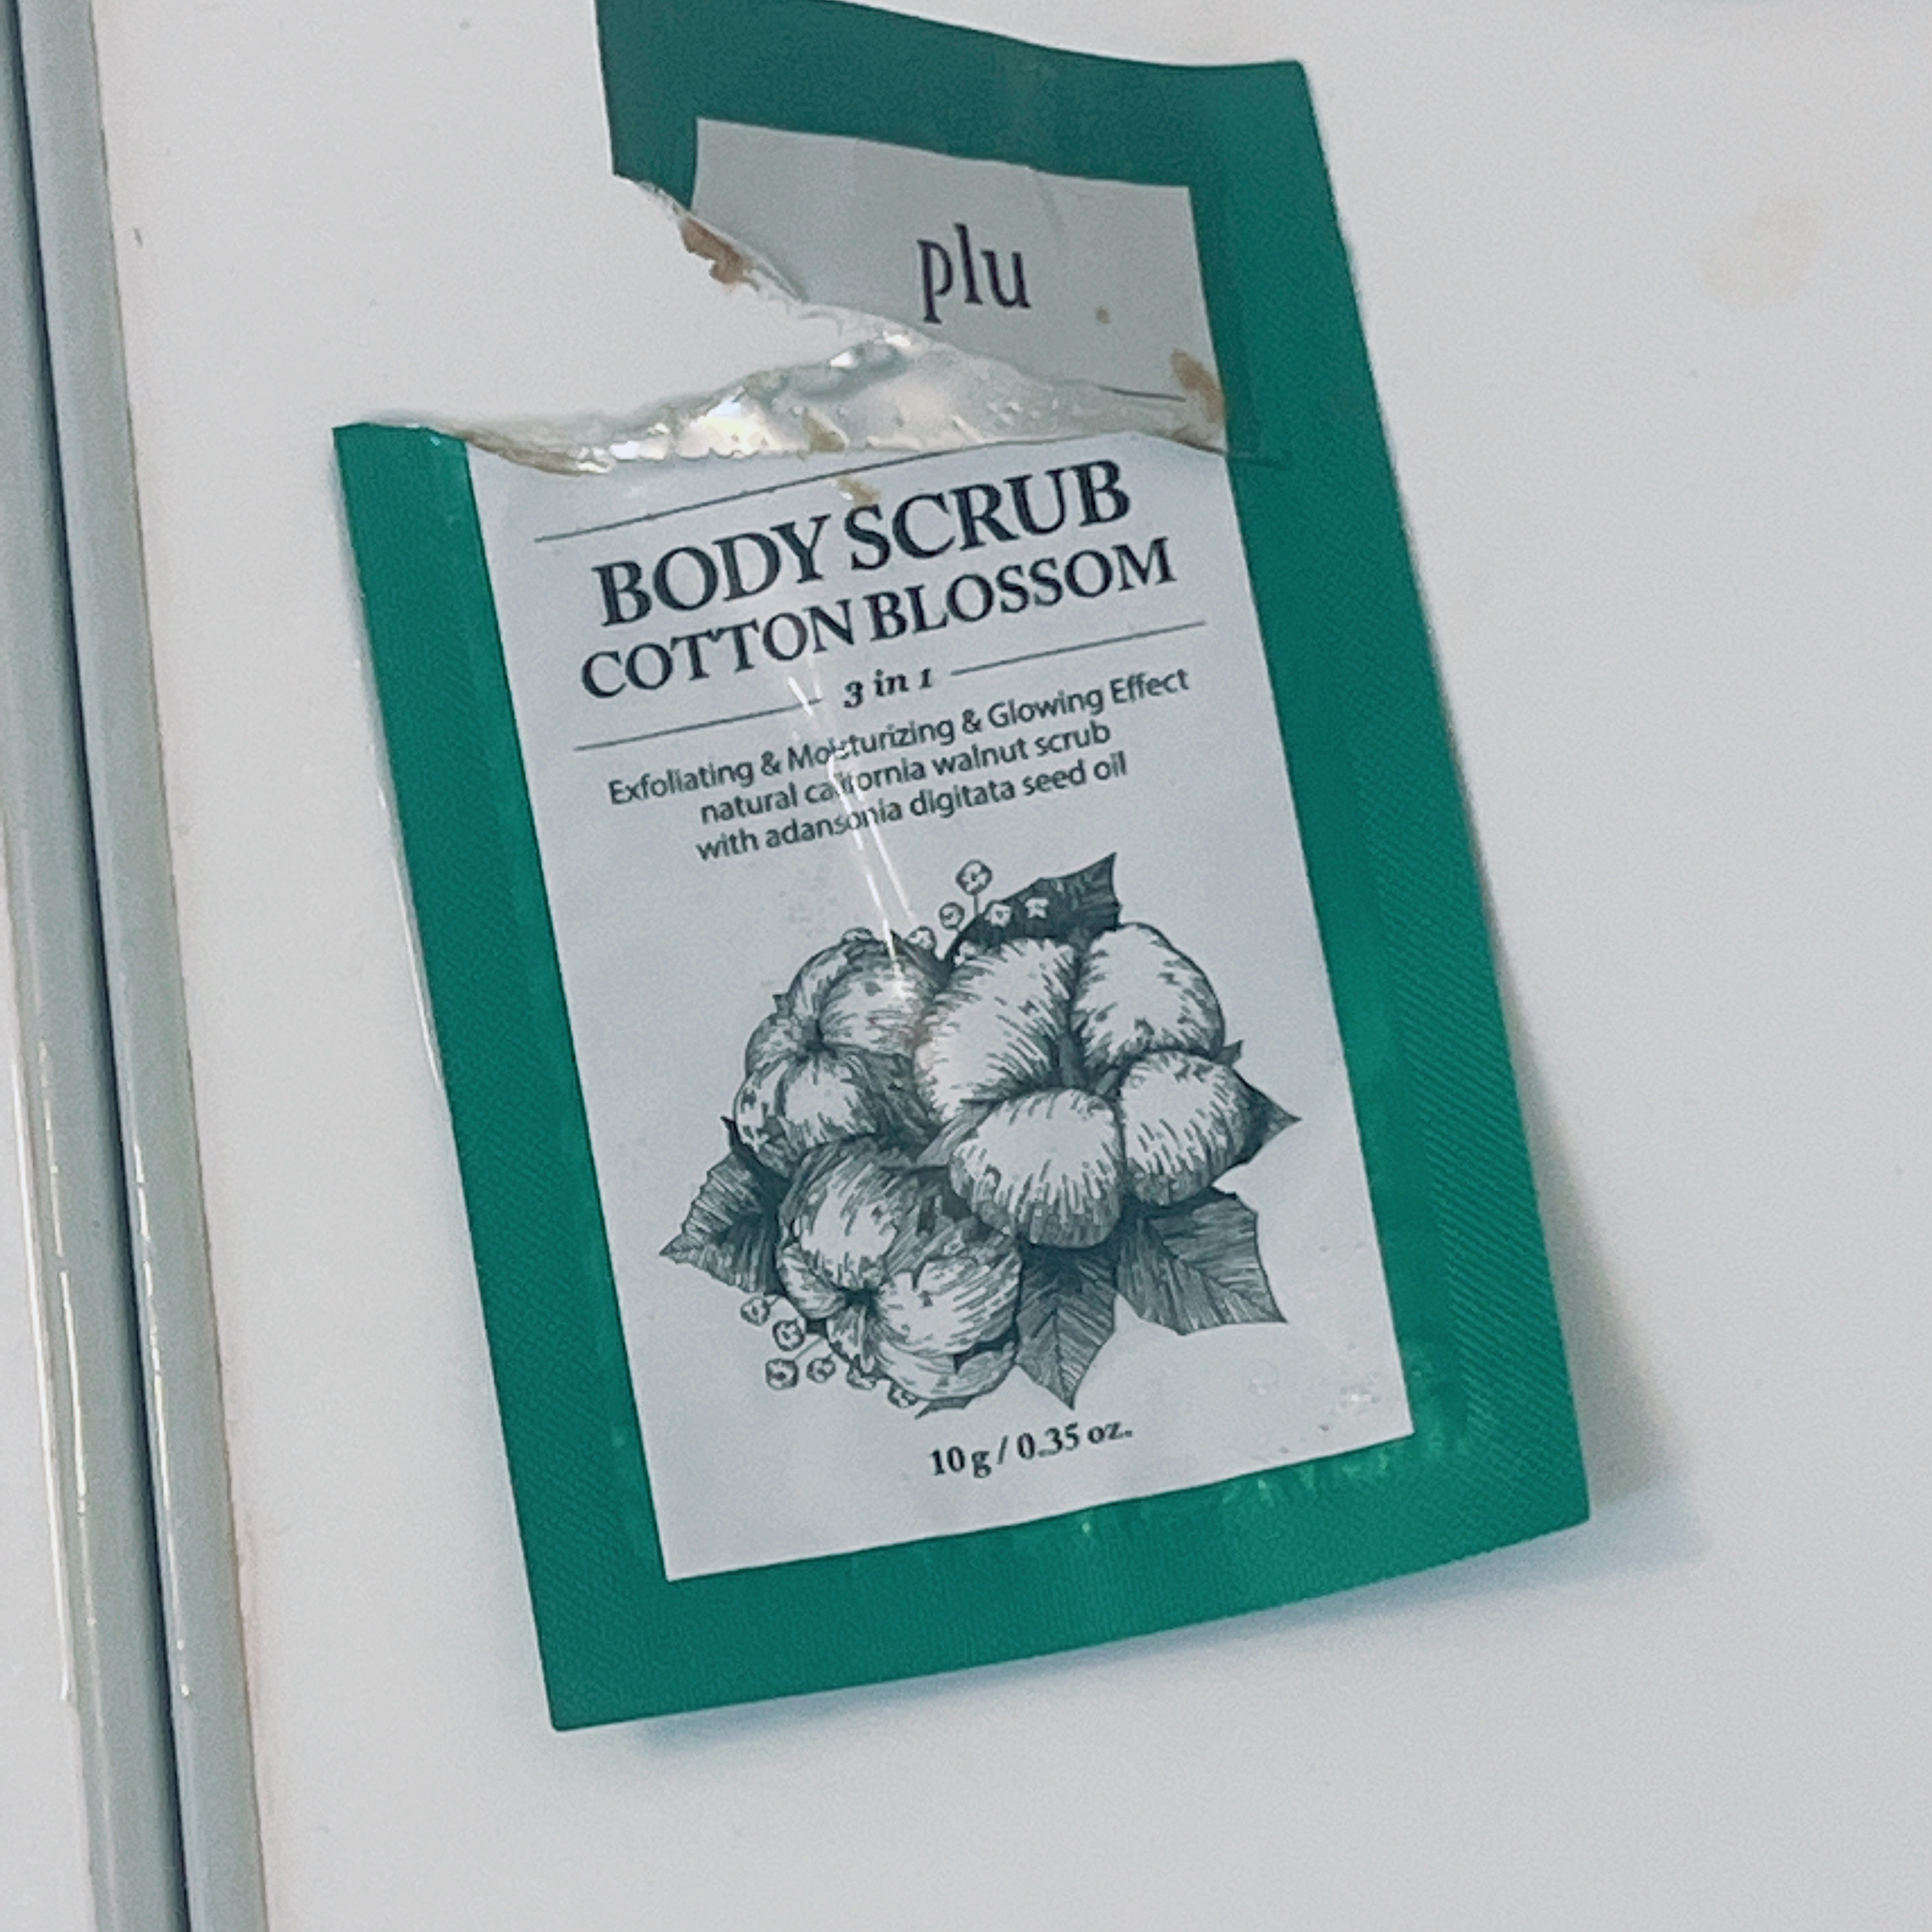 plu
BODY SCRUB
COTTON BLOSSOM
3 in 1
Exfoliating & Moisturizing & Glowing Effect
natural california walnut scrub
with adansonia digitata seed oil
10 g / 0.35 oz.